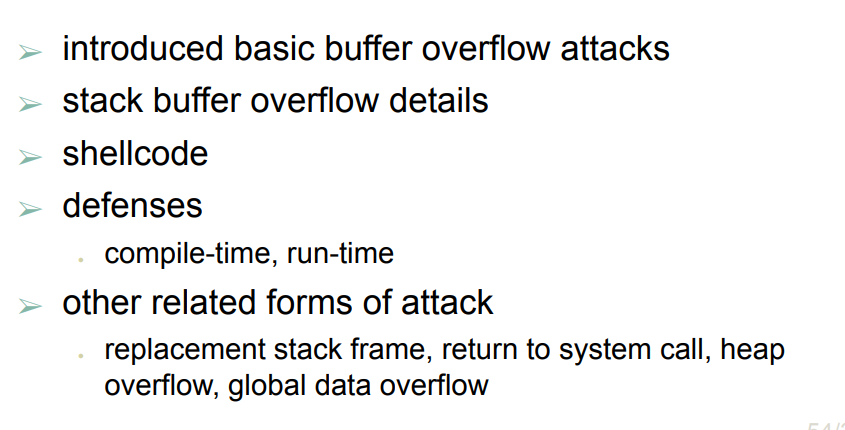 introduced basic buffer overflow attacks
stack buffer overflow details
shellcode
defenses
compile-time, run-time
other related forms of attack
replacement stack frame, return to system call, heap
overflow, global data overflow